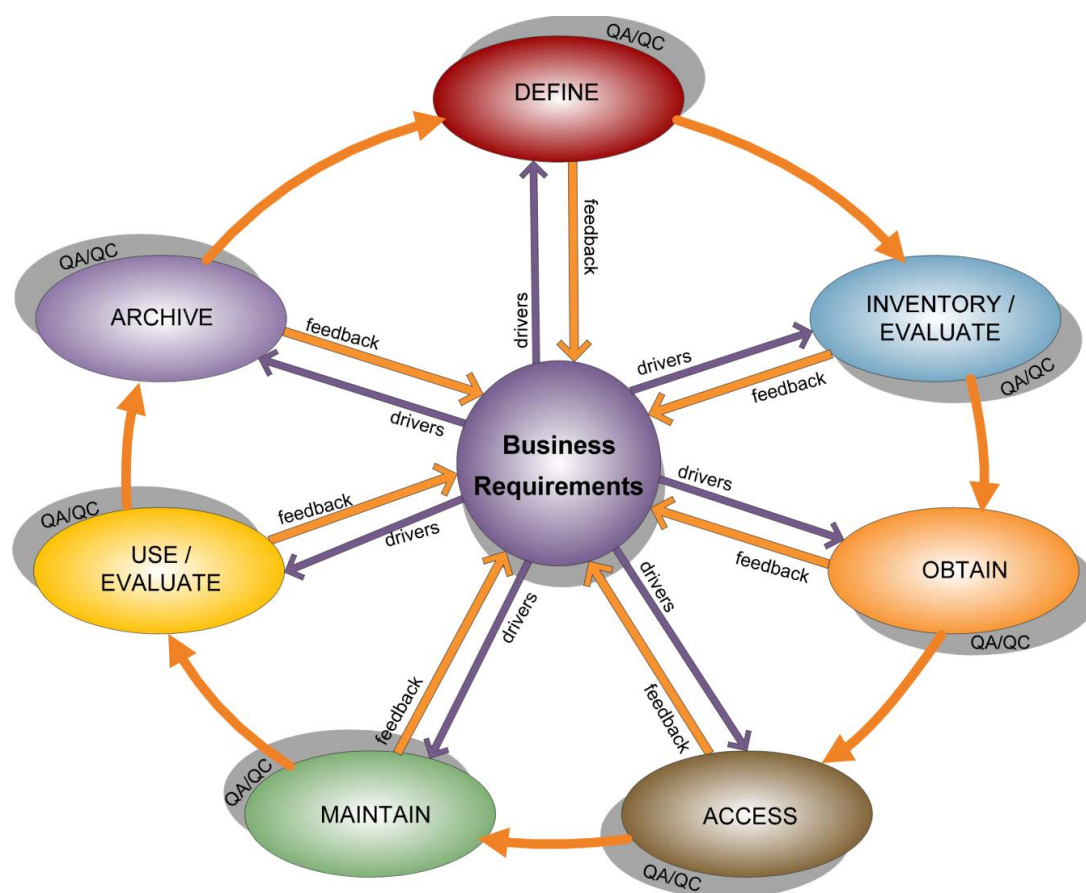 QA/QC
DEFINE
feedback
drivers
QA/QC
ARCHIVE
feedback
drivers
INVENTORY /
EVALUATE
QA/QC
drivers
feedback
Business
Requirements
drivers
feedback
OBTAIN
QA/QC
QA/QC
USE /
EVALUATE
feedback
drivers
drivers
feedback
ACCESS
QA/QC
drivers
feedback
QA/QC
MAINTAIN